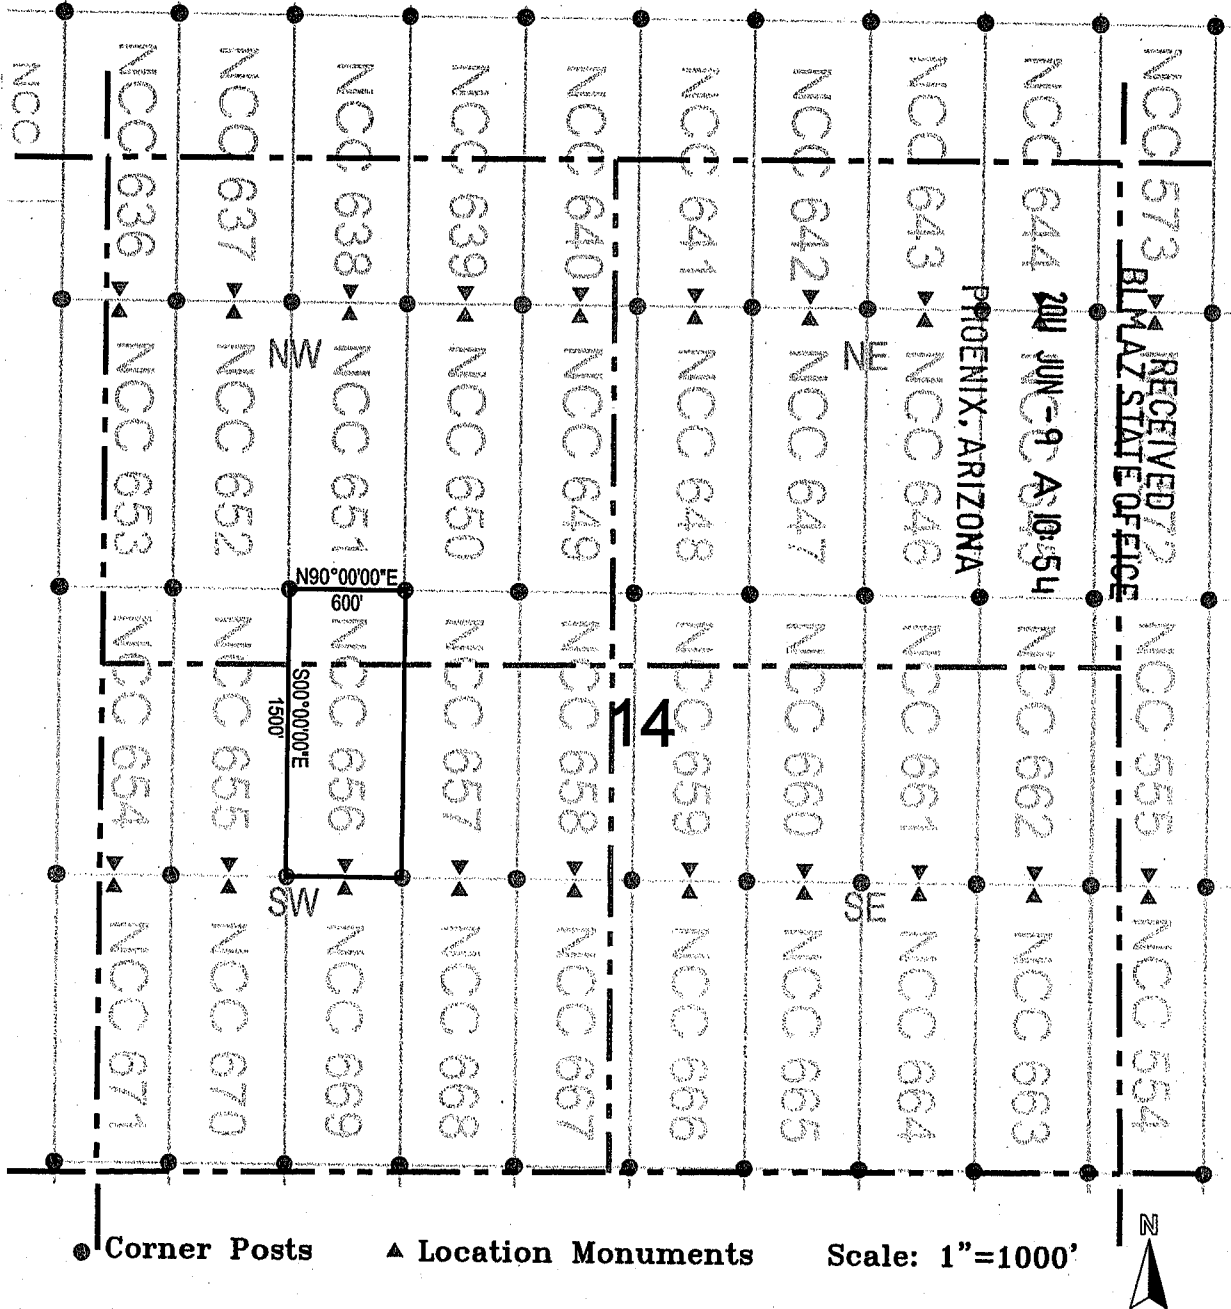 NCC
NCC 636
NCC 637
NCC 638
NCC 639
NCC 640
NCC 641
NCC 642
NCC 643
NCC 644
NCC 573
NW
NE
NCC 653
NCC 652
NCC 651
NCC 650
NCC 649
NCC 648
NCC 647
NCC 646
RECEIVED
BLM AZ STATE OFFICE
2011 JUN -9 A 10:54
PHOENIX, ARIZONA
N90°00'00"E
600'
S00°00'00"E
1500'
14
NCC 654
NCC 655
NCC 656
NCC 657
NCC 658
NCC 659
NCC 660
NCC 661
NCC 662
NCC 555
SW
SE
NCC 671
NCC 670
NCC 669
NCC 668
NCC 667
NCC 666
NCC 665
NCC 664
NCC 663
NCC 554
N
Corner Posts
Location Monuments
Scale: 1"=1000'